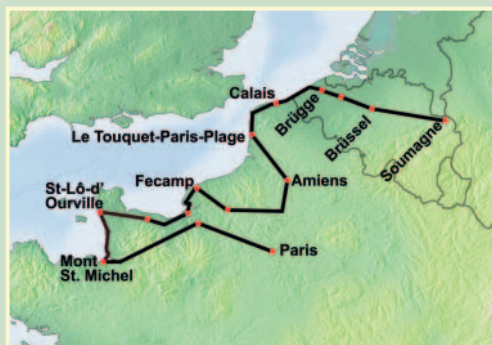 Calais
Brügge
Brüssel
Soumagne
Le Touquet-Paris-Plage
St-Lô-d'
Ourville
Fecamp
Amiens
Mont
St. Michel
Paris